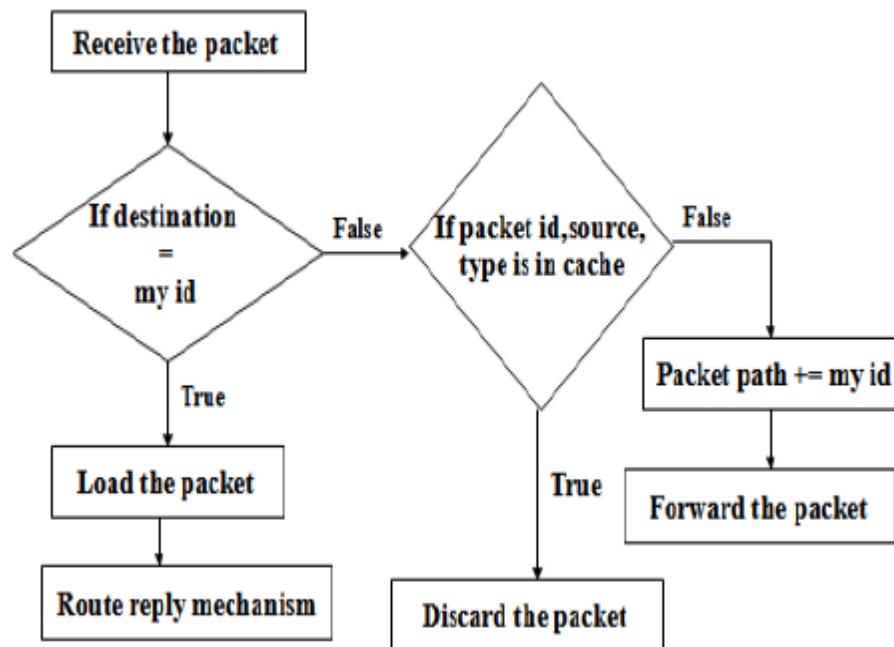 Receive the packet
If destination
=
my id
False
True
Load the packet
Route reply mechanism
If packet id,source,
type is in cache
False
True
Discard the packet
Packet path += my id
Forward the packet